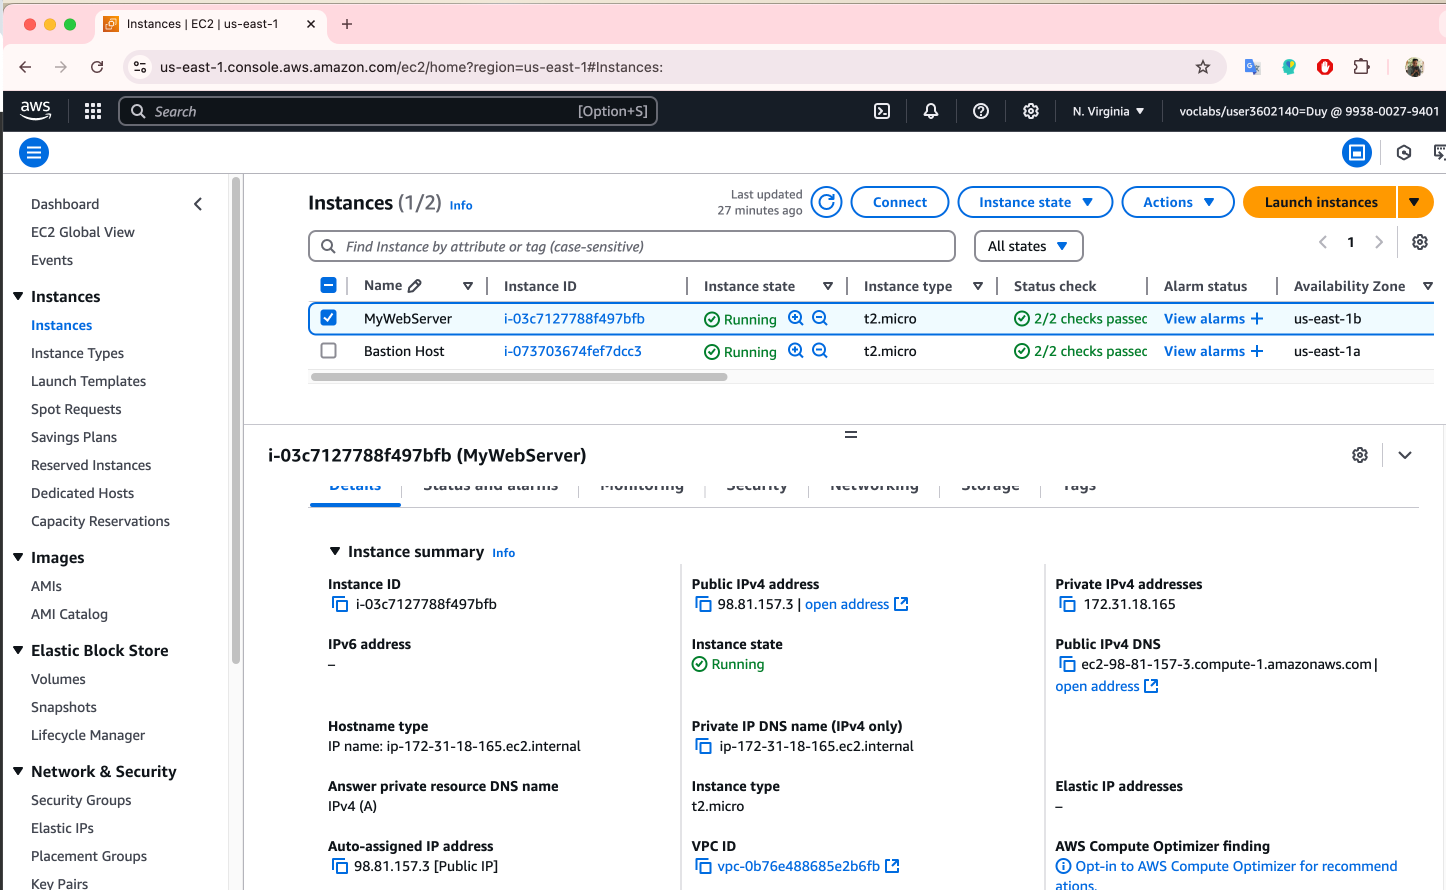 Instances | EC2 | us-east-1
us-east-1.console.aws.amazon.com/ec2/home?region=us-east-1#Instances:
aws
Search
[Option+S]
N. Virginia
voclabs/user3602140=Duy @ 9938-0027-9401
Dashboard
EC2 Global View
Events
Instances
Instances
Instance Types
Launch Templates
Spot Requests
Savings Plans
Reserved Instances
Dedicated Hosts
Capacity Reservations
Images
AMIs
AMI Catalog
Elastic Block Store
Volumes
Snapshots
Lifecycle Manager
Network & Security
Security Groups
Elastic IPs
Placement Groups
Key Pairs
Instances (1/2) Info
Last updated
27 minutes ago
Connect
Instance state
Actions
Launch instances
Find Instance by attribute or tag (case-sensitive)
All states
1
Name Instance ID Instance state Instance type Status check Alarm status Availability Zone
MyWebServer i-03c7127788f497bfb Running t2.micro 2/2 checks passec View alarms + us-east-1b
Bastion Host i-073703674fef7dcc3 Running t2.micro 2/2 checks passec View alarms + us-east-1a
i-03c7127788f497bfb (MyWebServer)
Details Status and alarms Monitoring Security Networking Storage Tags
Instance summary Info
Instance ID
i-03c7127788f497bfb
Public IPv4 address
98.81.157.3 | open address
Private IPv4 addresses
172.31.18.165
IPv6 address
–
Instance state
Running
Public IPv4 DNS
ec2-98-81-157-3.compute-1.amazonaws.com |
open address
Hostname type
IP name: ip-172-31-18-165.ec2.internal
Private IP DNS name (IPv4 only)
ip-172-31-18-165.ec2.internal
Answer private resource DNS name
IPv4 (A)
Instance type
t2.micro
Elastic IP addresses
–
Auto-assigned IP address
98.81.157.3 [Public IP]
VPC ID
vpc-0b76e488685e2b6fb
AWS Compute Optimizer finding
Opt-in to AWS Compute Optimizer for recommend
ations.